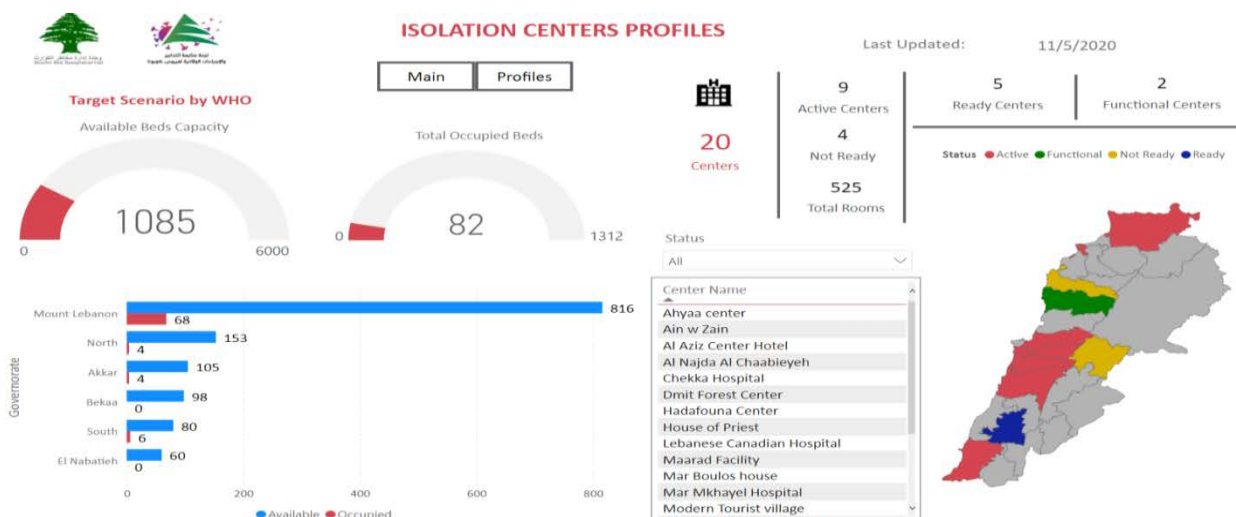 ISOLATION CENTERS PROFILES
Last Updated: 11/5/2020
Main
Profiles
Target Scenario by WHO
Available Beds Capacity
1085
0
6000
Total Occupied Beds
82
0
1312
20
Centers
9
Active Centers
4
Not Ready
525
Total Rooms
5
Ready Centers
2
Functional Centers
Status Active Functional Not Ready Ready
Status
All
Center Name
Ahyaa center
Ain w Zain
Al Aziz Center Hotel
Al Najda Al Chaabieyeh
Chekka Hospital
Dmit Forest Center
Hadafouna Center
House of Priest
Lebanese Canadian Hospital
Maarad Facility
Mar Boulos house
Mar Mkhayel Hospital
Modern Tourist village
Governorate
Mount Lebanon 816
68
North 153
4
Akkar 105
4
Bekaa 98
0
South 80
6
El Nabatieh 60
0
0 200 400 600 800
Available Occupied